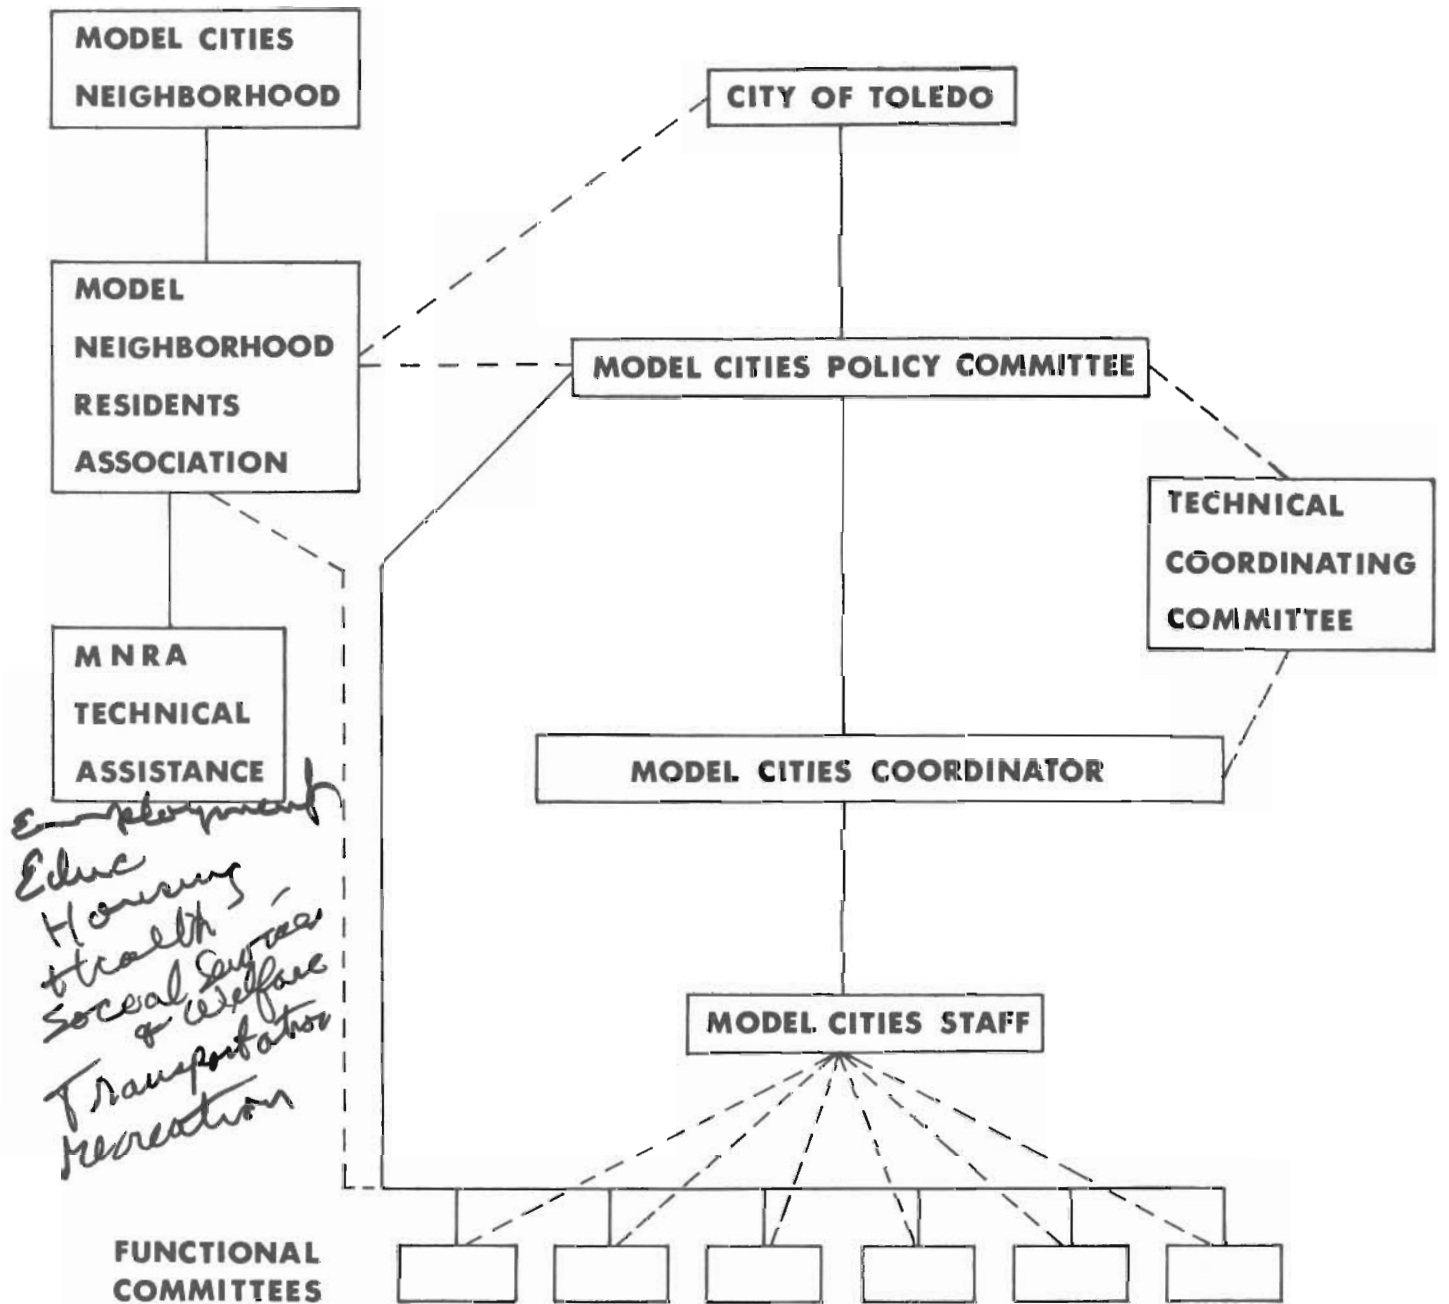 MODEL CITIES
NEIGHBORHOOD
CITY OF TOLEDO
MODEL
NEIGHBORHOOD
RESIDENTS
ASSOCIATION
MODEL CITIES POLICY COMMITTEE
TECHNICAL
COORDINATING
COMMITTEE
MNRA
TECHNICAL
ASSISTANCE
MODEL CITIES COORDINATOR
Employment
Educ
Housing
Health
Social Services
& Welfare
Transportation
recreation
MODEL CITIES STAFF
FUNCTIONAL
COMMITTEES